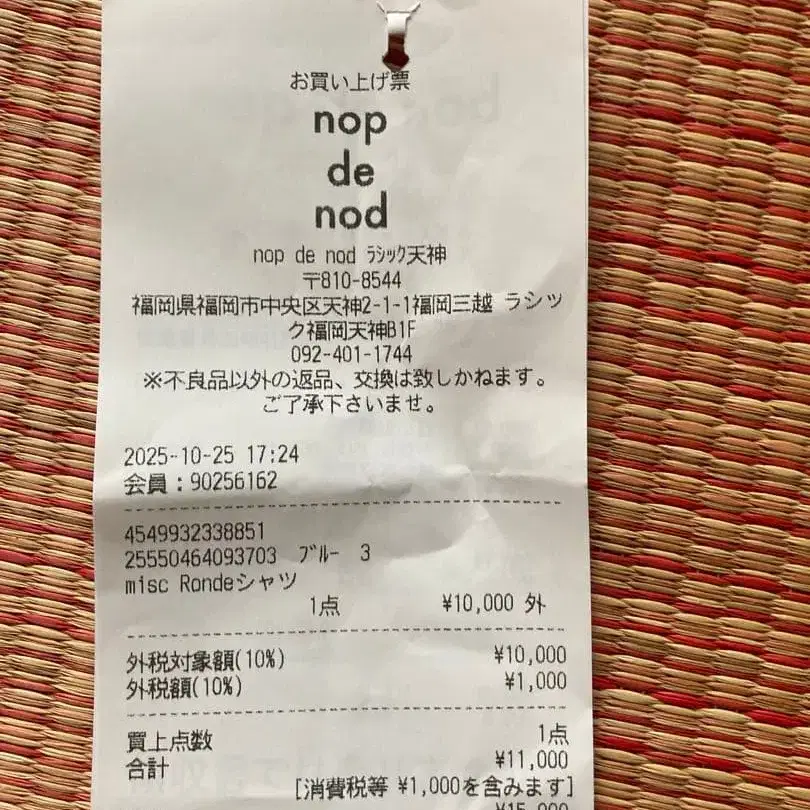 お買い上げ票
nop
de
nod
nop de nod ﾗｼｯｸ天神
〒810-8544
福岡県福岡市中央区天神2-1-1福岡三越 ラシッ
ク福岡天神B1F
092-401-1744
※不良品以外の返品、交換は致しかねます。
ご了承下さいませ。
2025-10-25 17:24
会員：90256162
4549932338851
25550464093703 ﾌﾞﾙｰ 3
misc Rondeシャツ
1点 ¥10,000 外
外税対象額(10%) ¥10,000
外税額(10%) ¥1,000
買上点数 1点
合計 ¥11,000
[消費税等 ¥1,000を含みます]